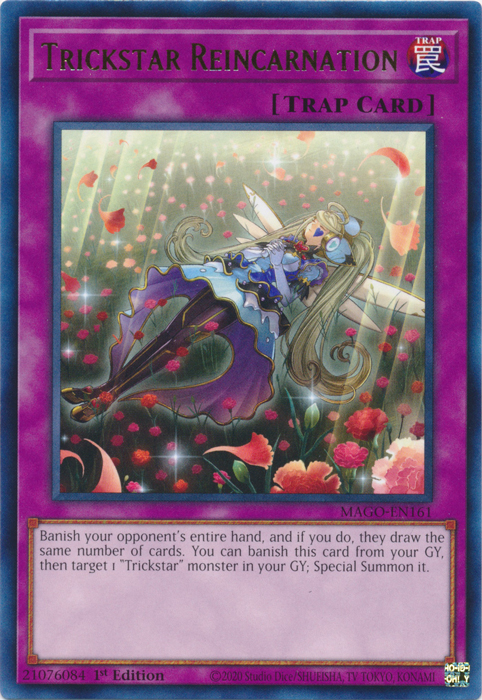 Trickstar Reincarnation
TRAP
罠
[Trap Card]
MAGO-EN161
Banish your opponent's entire hand, and if you do, they draw the
same number of cards. You can banish this card from your GY,
then target 1 "Trickstar" monster in your GY; Special Summon it.
21076084 1st Edition ©2020 Studio Dice/SHUEISHA, TV TOKYO, KONAMI